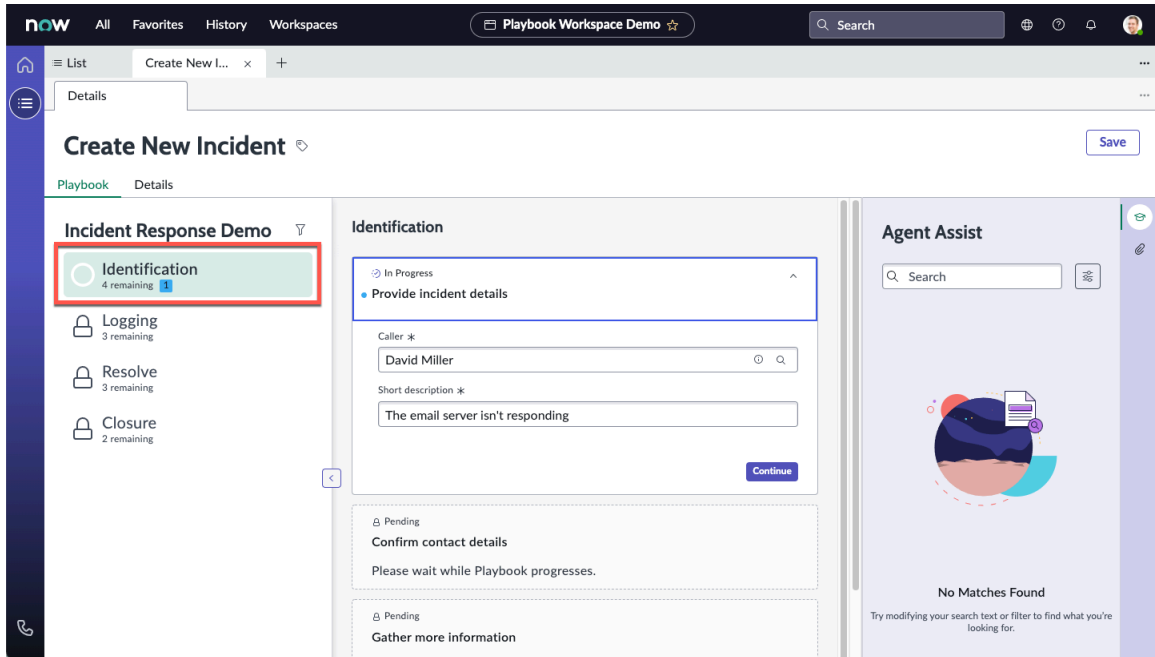 now
All
Favorites
History
Workspaces
Playbook Workspace Demo
Search
List
Create New I...
Details
Create New Incident
Save
Playbook
Details
Incident Response Demo
Identification
4 remaining 1
Logging
3 remaining
Resolve
3 remaining
Closure
2 remaining
Identification
In Progress
Provide incident details
Caller *
David Miller
Short description *
The email server isn't responding
Continue
Pending
Confirm contact details
Please wait while Playbook progresses.
Pending
Gather more information
Agent Assist
Search
No Matches Found
Try modifying your search text or filter to find what you're
looking for.